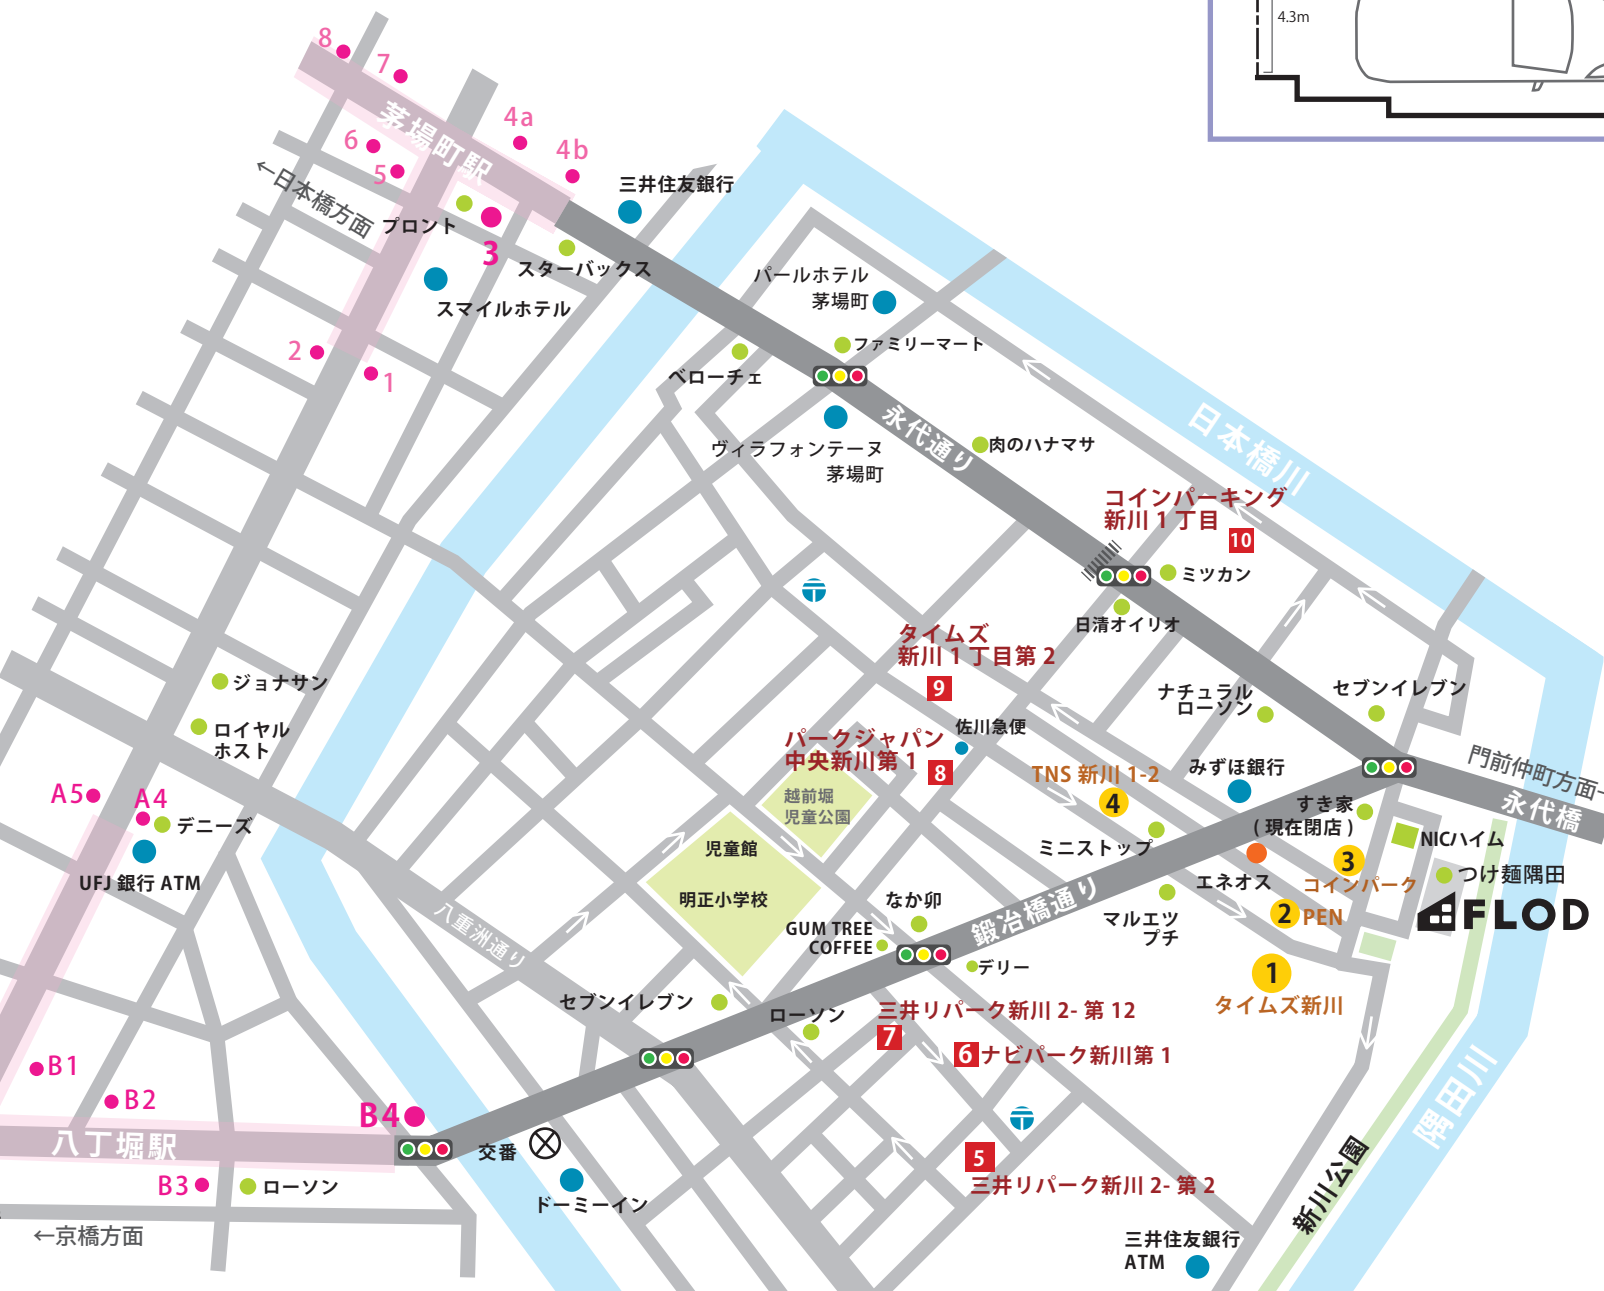 4.3m
8
7
茅場町駅
4a
4b
6
5
←日本橋方面
プロント
3
三井住友銀行
スターバックス
スマイルホテル
2
1
パールホテル
茅場町
ファミリーマート
ベローチェ
ヴィラフォンテーヌ
茅場町
永代通り
肉のハナマサ
日本橋川
コインパーキング
新川 1 丁目
10
ミツカン
日清オイリオ
タイムズ
新川 1 丁目第 2
9
ナチュラル
ローソン
セブンイレブン
ジョナサン
ロイヤル
ホスト
パークジャパン
中央新川第 1
8
佐川急便
越前堀
児童公園
TNS 新川 1-2
4
みずほ銀行
門前仲町方面
永代橋
すき家
( 現在閉店 )
NICハイム
A5
A4
デニーズ
UFJ 銀行 ATM
児童館
明正小学校
ミニストップ
エネオス
3
コインパーク
つけ麺隅田
FLOD
2
PEN
八重洲通り
なか卯
GUM TREE
COFFEE
鍛冶橋通り
マルエツ
プチ
デリー
1
タイムズ新川
セブンイレブン
ローソン
三井リパーク新川 2- 第 12
7
6
ナビパーク新川第 1
B1
B2
B4
八丁堀駅
交番
B3
ローソン
ドーミーイン
←京橋方面
5
三井リパーク新川 2- 第 2
三井住友銀行
ATM
新川公園
隅田川